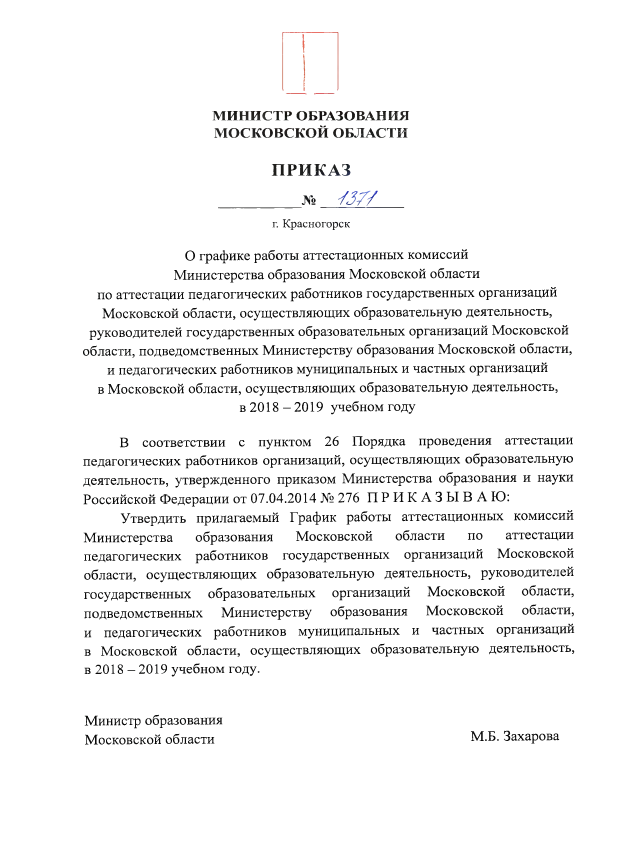 МИНИСТР ОБРАЗОВАНИЯ
МОСКОВСКОЙ ОБЛАСТИ
ПРИКАЗ
№ 1371
г. Красногорск
О графике работы аттестационных комиссий
Министерства образования Московской области
по аттестации педагогических работников государственных организаций
Московской области, осуществляющих образовательную деятельность,
руководителей государственных образовательных организаций Московской
области, подведомственных Министерству образования Московской области,
и педагогических работников муниципальных и частных организаций
в Московской области, осуществляющих образовательную деятельность,
в 2018 – 2019 учебном году
В соответствии с пунктом 26 Порядка проведения аттестации
педагогических работников организаций, осуществляющих образовательную
деятельность, утвержденного приказом Министерства образования и науки
Российской Федерации от 07.04.2014 № 276 П Р И К А З Ы В А Ю:
Утвердить прилагаемый График работы аттестационных комиссий
Министерства образования Московской области по аттестации
педагогических работников государственных организаций Московской
области, осуществляющих образовательную деятельность, руководителей
государственных образовательных организаций Московской области,
подведомственных Министерству образования Московской области,
и педагогических работников муниципальных и частных организаций
в Московской области, осуществляющих образовательную деятельность,
в 2018 – 2019 учебном году.
Министр образования
Московской области
М.Б. Захарова